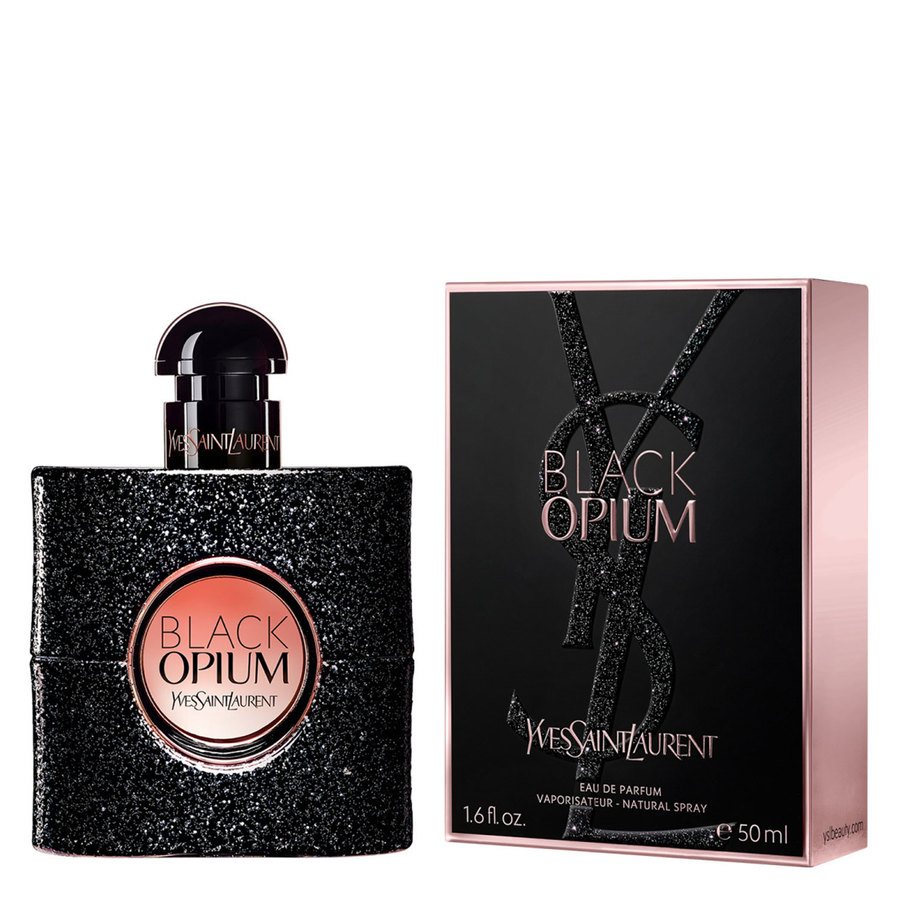 YVESSAINTLAURENT
BLACK
OPIUM
YVESSAINTLAURENT
BLACK
OPIUM
YVESSAINTLAURENT
EAU DE PARFUM
VAPORISATEUR - NATURAL SPRAY
1.6 fl. oz. e 50 ml
yslbeauty.com